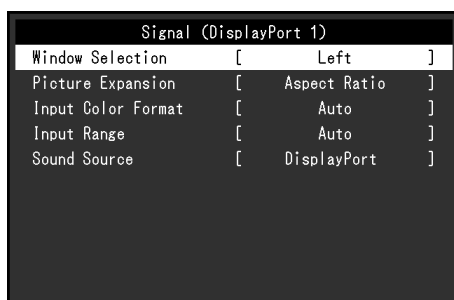 Signal (DisplayPort 1)
Window Selection [ Left ]
Picture Expansion [ Aspect Ratio ]
Input Color Format [ Auto ]
Input Range [ Auto ]
Sound Source [ DisplayPort ]